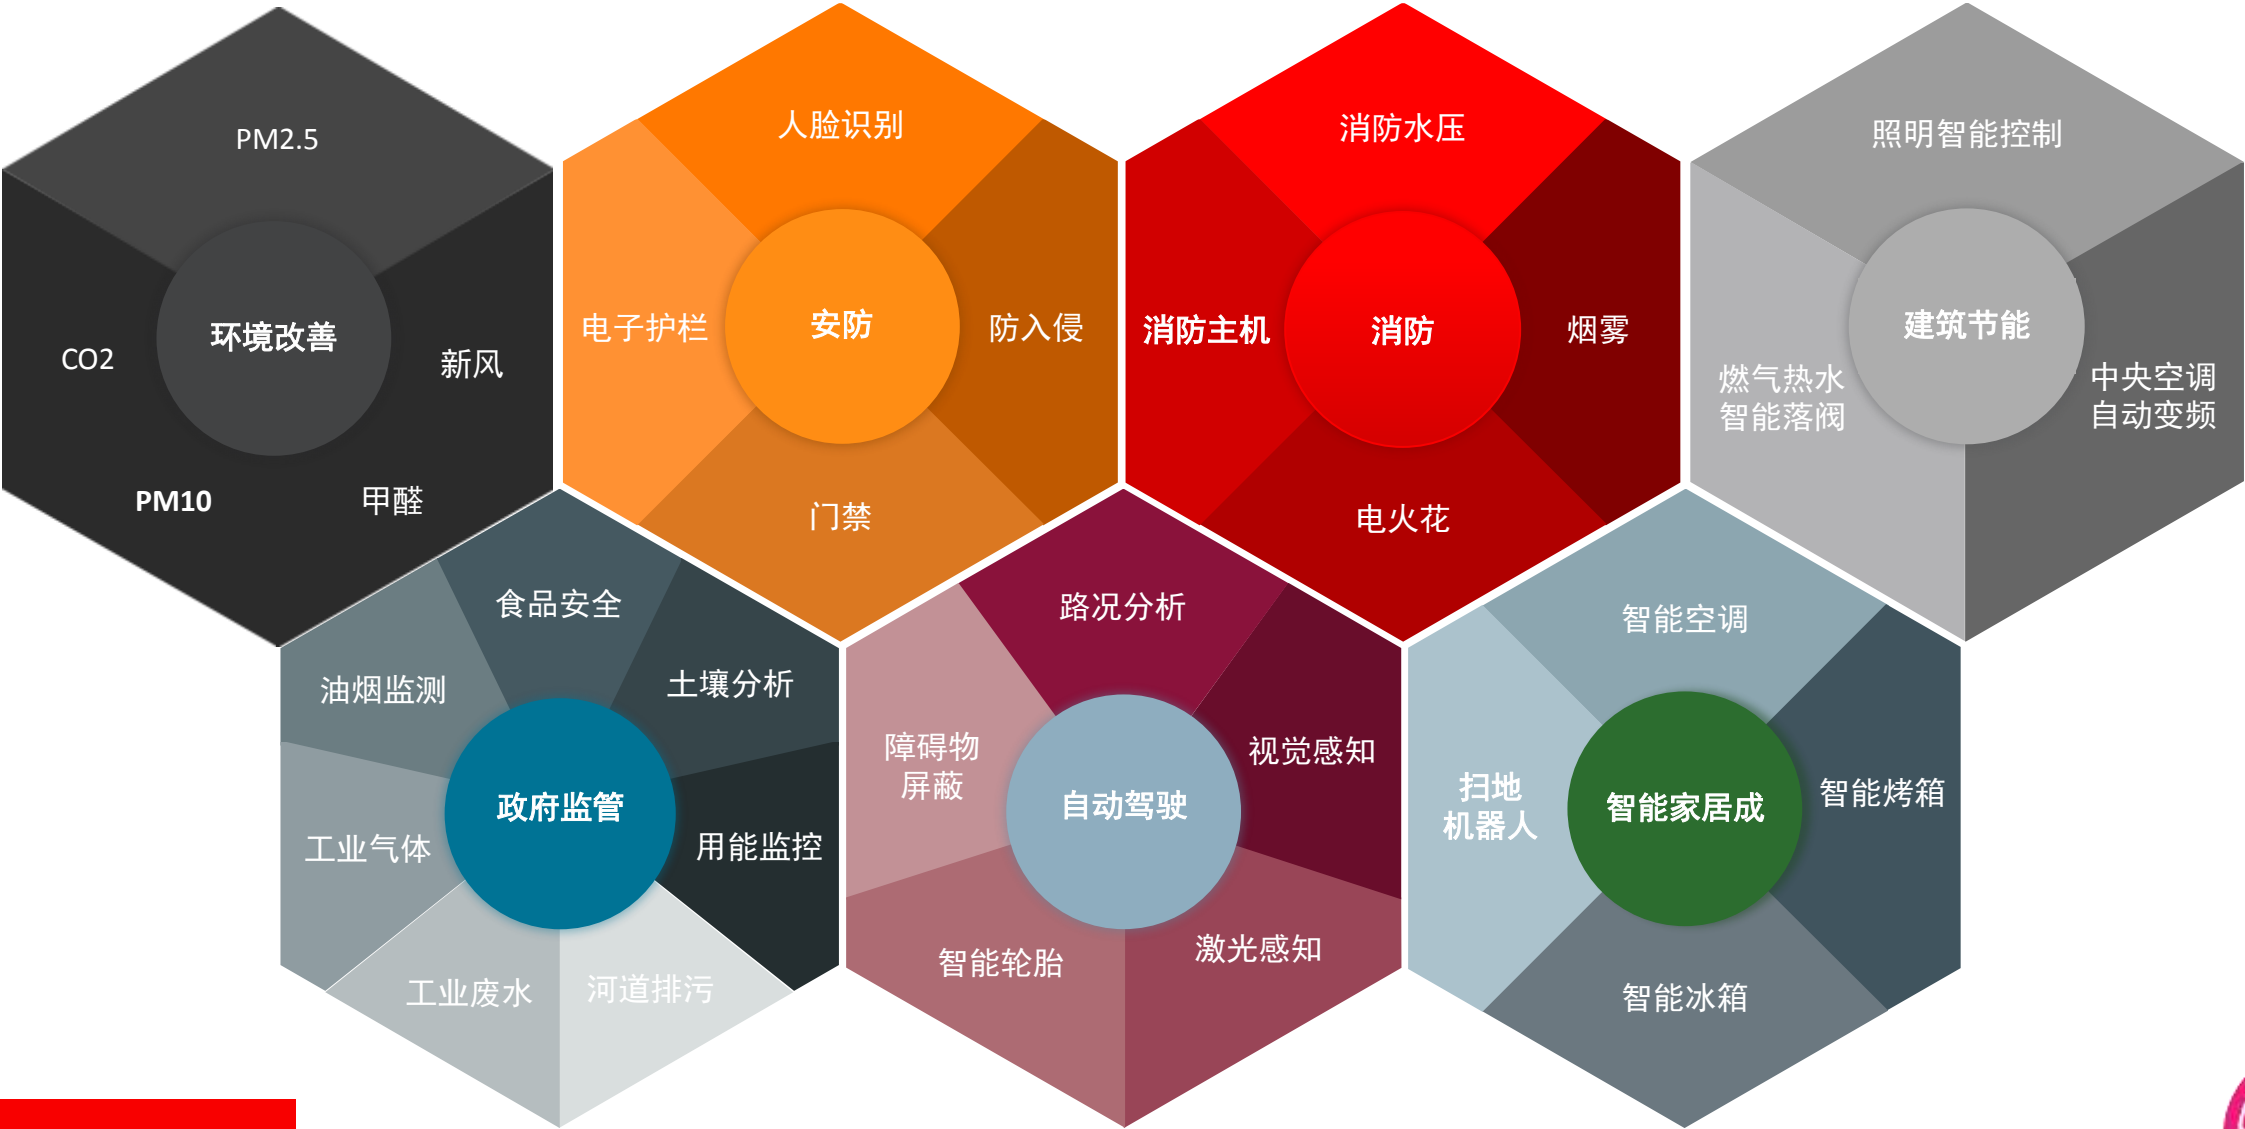 PM2.5
CO2
环境改善
新风
PM10
甲醛
人脸识别
电子护栏
安防
防入侵
门禁
消防水压
消防主机
消防
烟雾
电火花
照明智能控制
建筑节能
燃气热水
智能落阀
中央空调
自动变频
食品安全
油烟监测
土壤分析
政府监管
工业气体
用能监控
工业废水
河道排污
路况分析
障碍物
屏蔽
视觉感知
自动驾驶
智能轮胎
激光感知
智能空调
扫地
机器人
智能家居成
智能烤箱
智能冰箱